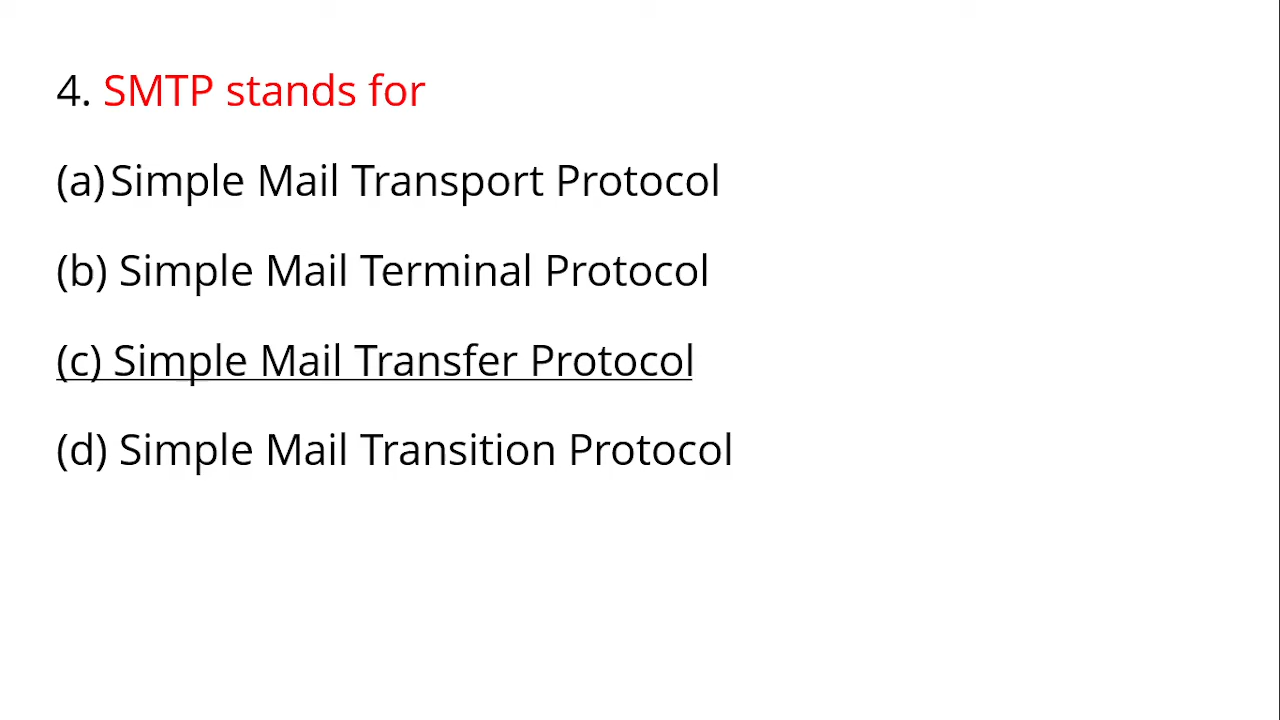 4. SMTP stands for
(a) Simple Mail Transport Protocol
(b) Simple Mail Terminal Protocol
(c) Simple Mail Transfer Protocol
(d) Simple Mail Transition Protocol